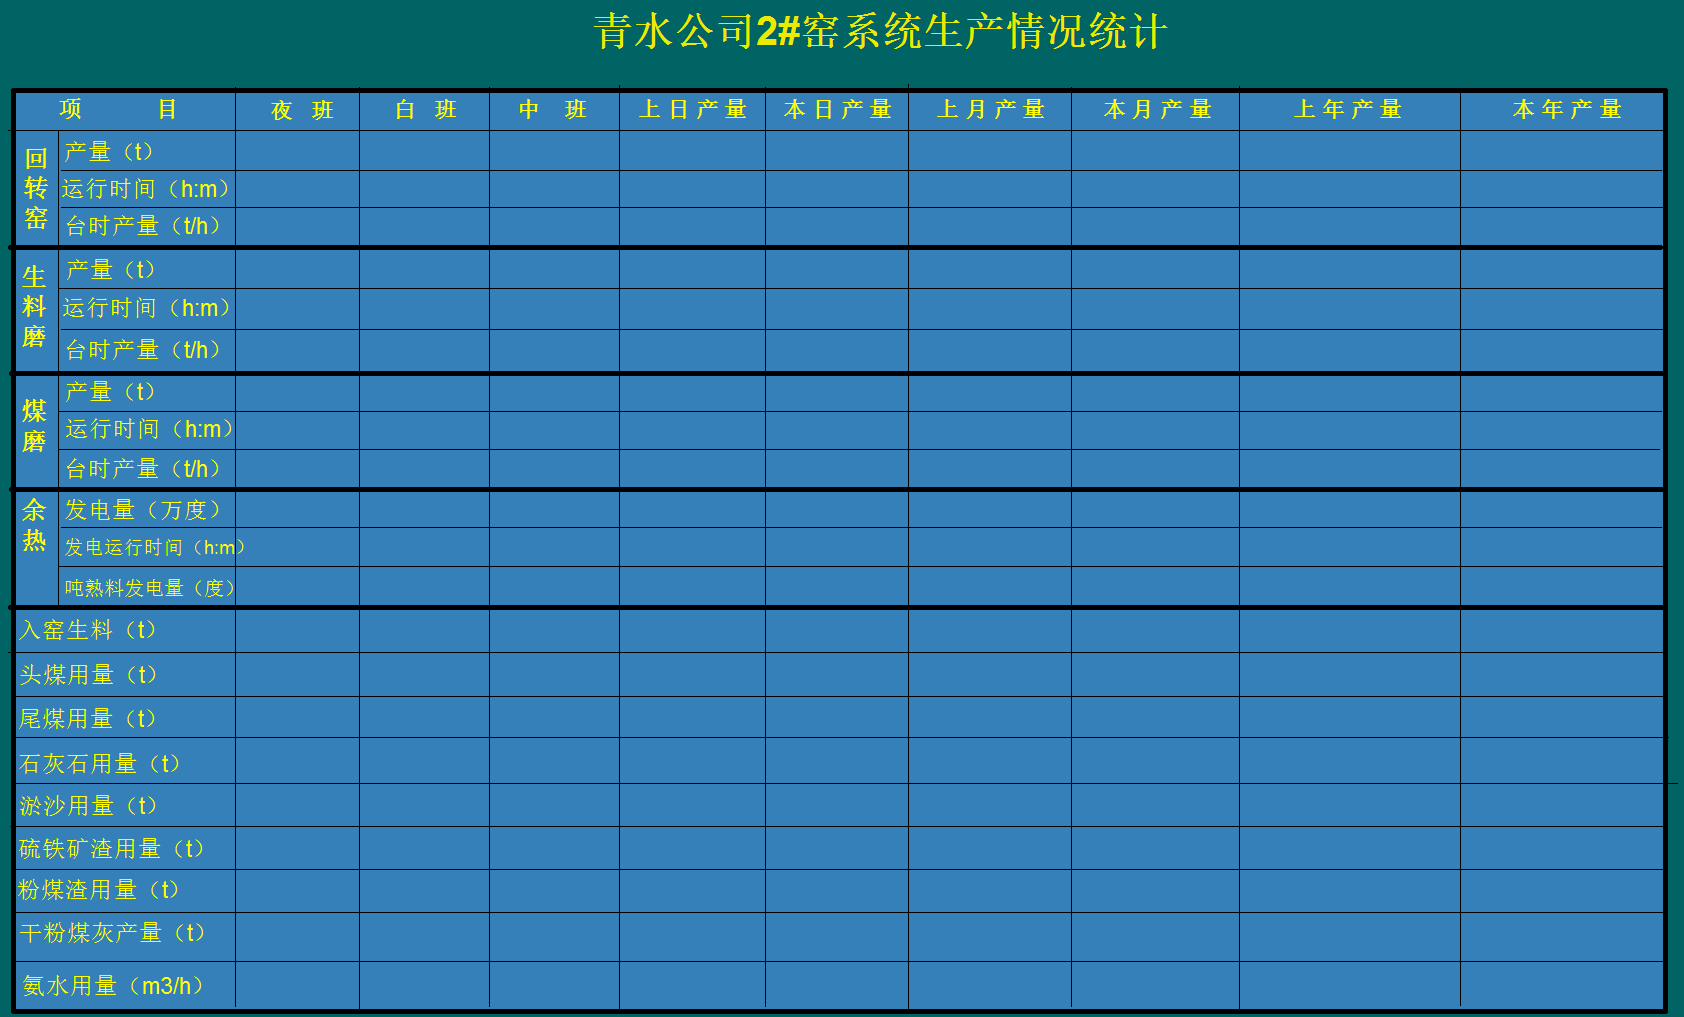 青水公司2#窑系统生产情况统计
项 目 夜 班 白 班 中 班 上日产量 本日产量 上月产量 本月产量 上年产量 本年产量
回转窑
产量（t）
运行时间（h:m）
台时产量（t/h）
生料磨
产量（t）
运行时间（h:m）
台时产量（t/h）
煤磨
产量（t）
运行时间（h:m）
台时产量（t/h）
余热
发电量（万度）
发电运行时间（h:m）
吨熟料发电量（度）
入窑生料（t）
头煤用量（t）
尾煤用量（t）
石灰石用量（t）
淤沙用量（t）
硫铁矿渣用量（t）
粉煤渣用量（t）
干粉煤灰产量（t）
氨水用量（m3/h）